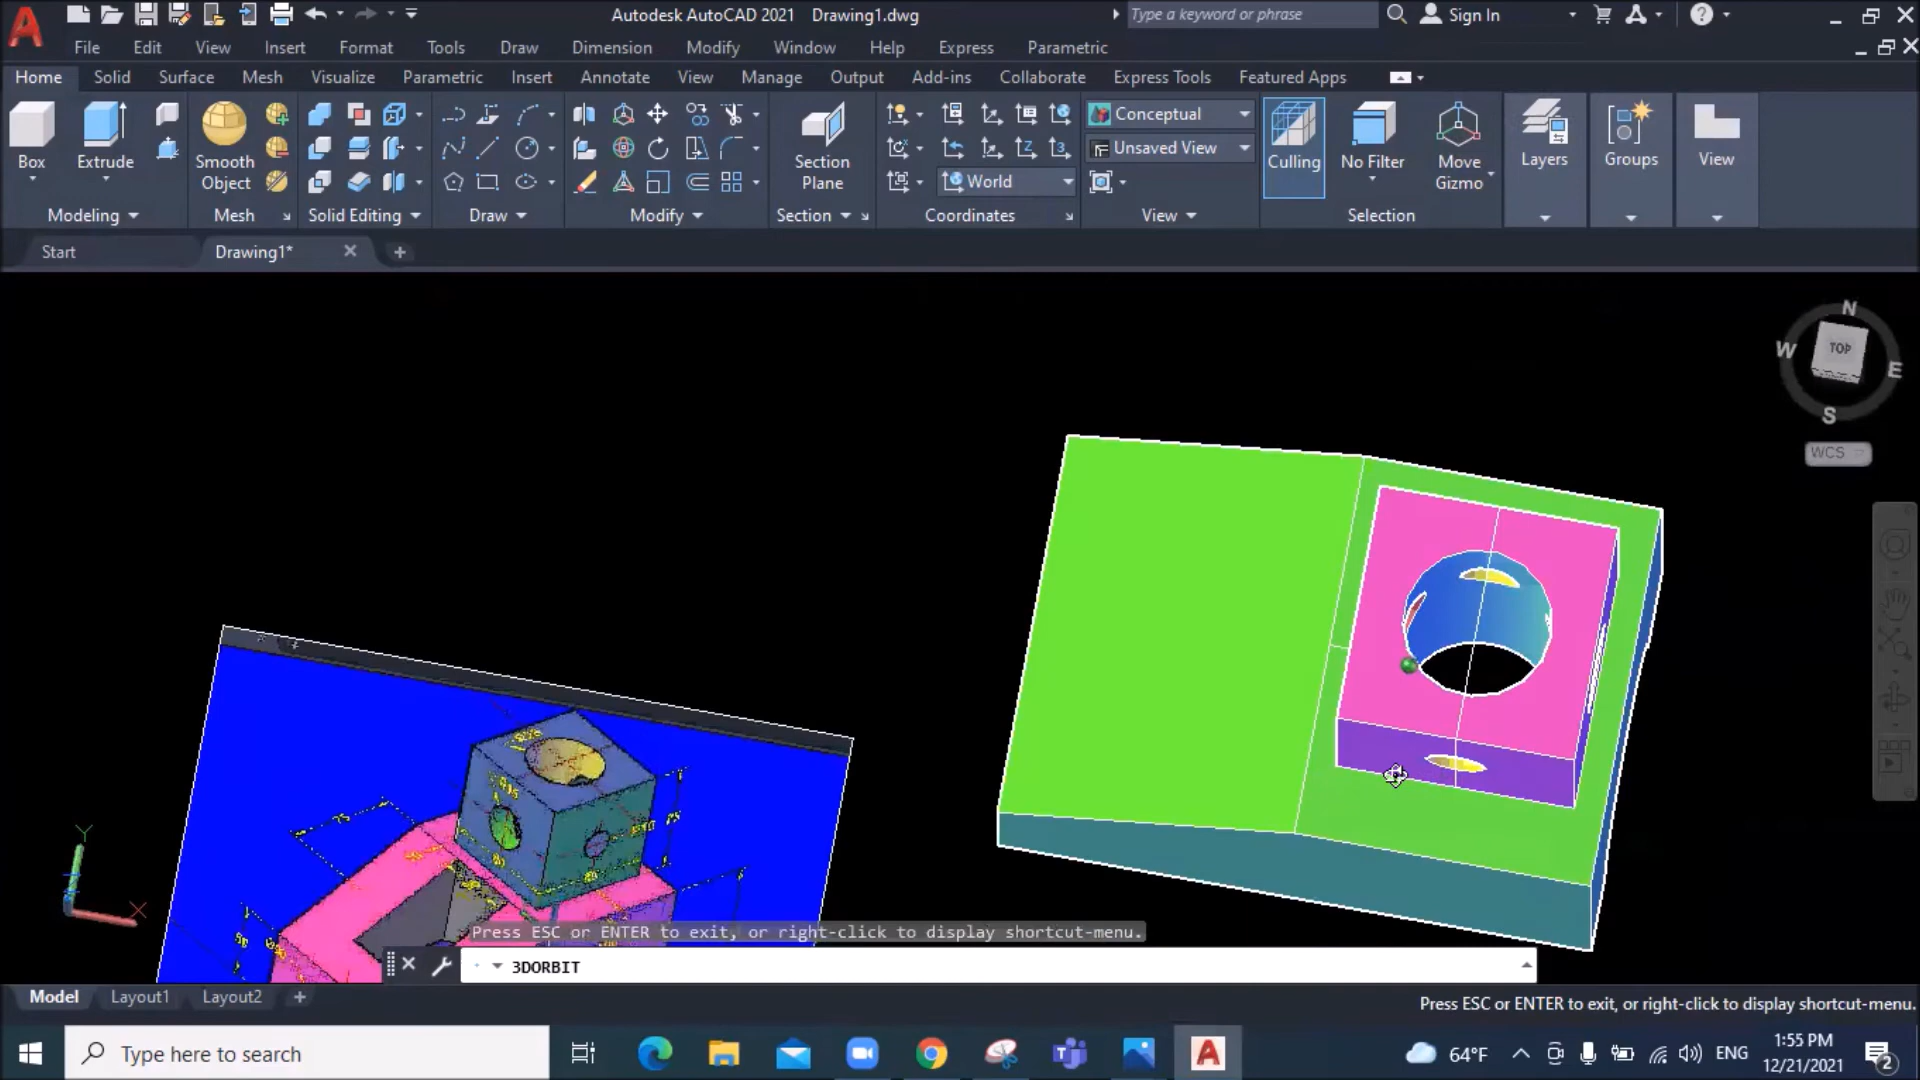 Autodesk AutoCAD 2021 Drawing1.dwg
Type a keyword or phrase
Sign In
File Edit View Insert Format Tools Draw Dimension Modify Window Help Express Parametric
Home Solid Surface Mesh Visualize Parametric Insert Annotate View Manage Output Add-ins Collaborate Express Tools Featured Apps
Box
Extrude
Smooth
Object
Section
Plane
World
Conceptual
Unsaved View
Culling
No Filter
Move
Gizmo
Layers
Groups
View
Modeling
Mesh
Solid Editing
Draw
Modify
Section
Coordinates
View
Selection
Start
Drawing1*
N
W
TOP
E
S
WCS
Y
X
Press ESC or ENTER to exit, or right-click to display shortcut-menu.
3DORBIT
Model Layout1 Layout2
Press ESC or ENTER to exit, or right-click to display shortcut-menu.
Type here to search
64°F
ENG
1:55 PM
12/21/2021
2